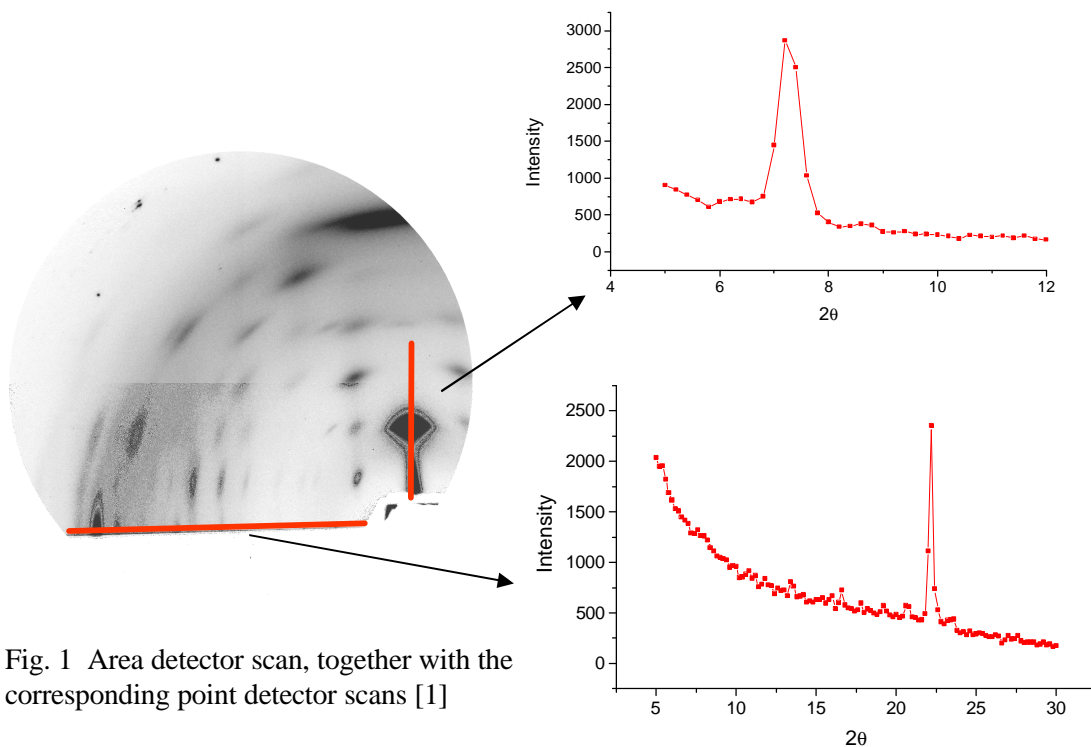 3000
2500
2000
1500
1000
500
0
Intensity
4 6 8 10 12
2θ
2500
2000
1500
1000
500
0
Intensity
5 10 15 20 25 30
2θ
Fig. 1 Area detector scan, together with the
corresponding point detector scans [1]